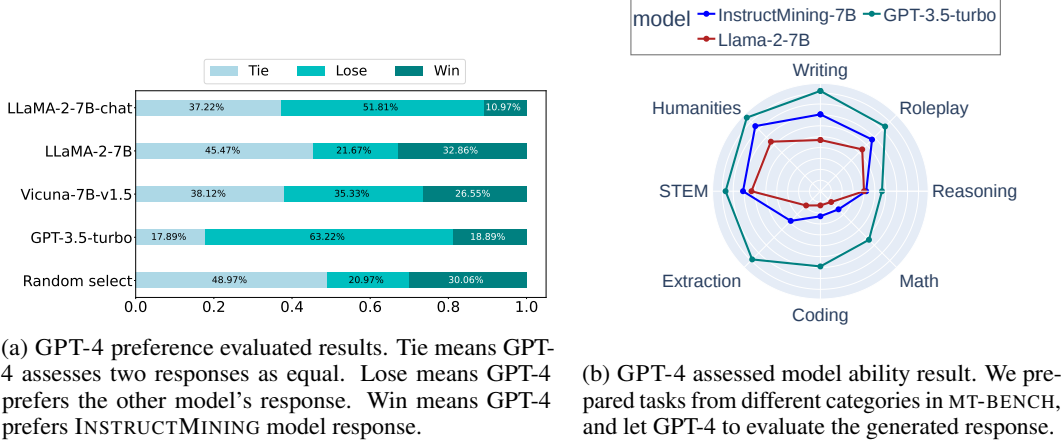 Tie Lose Win
LLaMA-2-7B-chat 37.22% 51.81% 10.97%
LLaMA-2-7B 45.47% 21.67% 32.86%
Vicuna-7B-v1.5 38.12% 35.33% 26.55%
GPT-3.5-turbo 17.89% 63.22% 18.89%
Random select 48.97% 20.97% 30.06%
0.0 0.2 0.4 0.6 0.8 1.0
(a) GPT-4 preference evaluated results. Tie means GPT-
4 assesses two responses as equal. Lose means GPT-4
prefers the other model's response. Win means GPT-4
prefers INSTRUCTMINING model response.
model InstructMining-7B GPT-3.5-turbo
Llama-2-7B
Writing
Humanities Roleplay
STEM Reasoning
Extraction Math
Coding
(b) GPT-4 assessed model ability result. We pre-
pared tasks from different categories in MT-BENCH,
and let GPT-4 to evaluate the generated response.